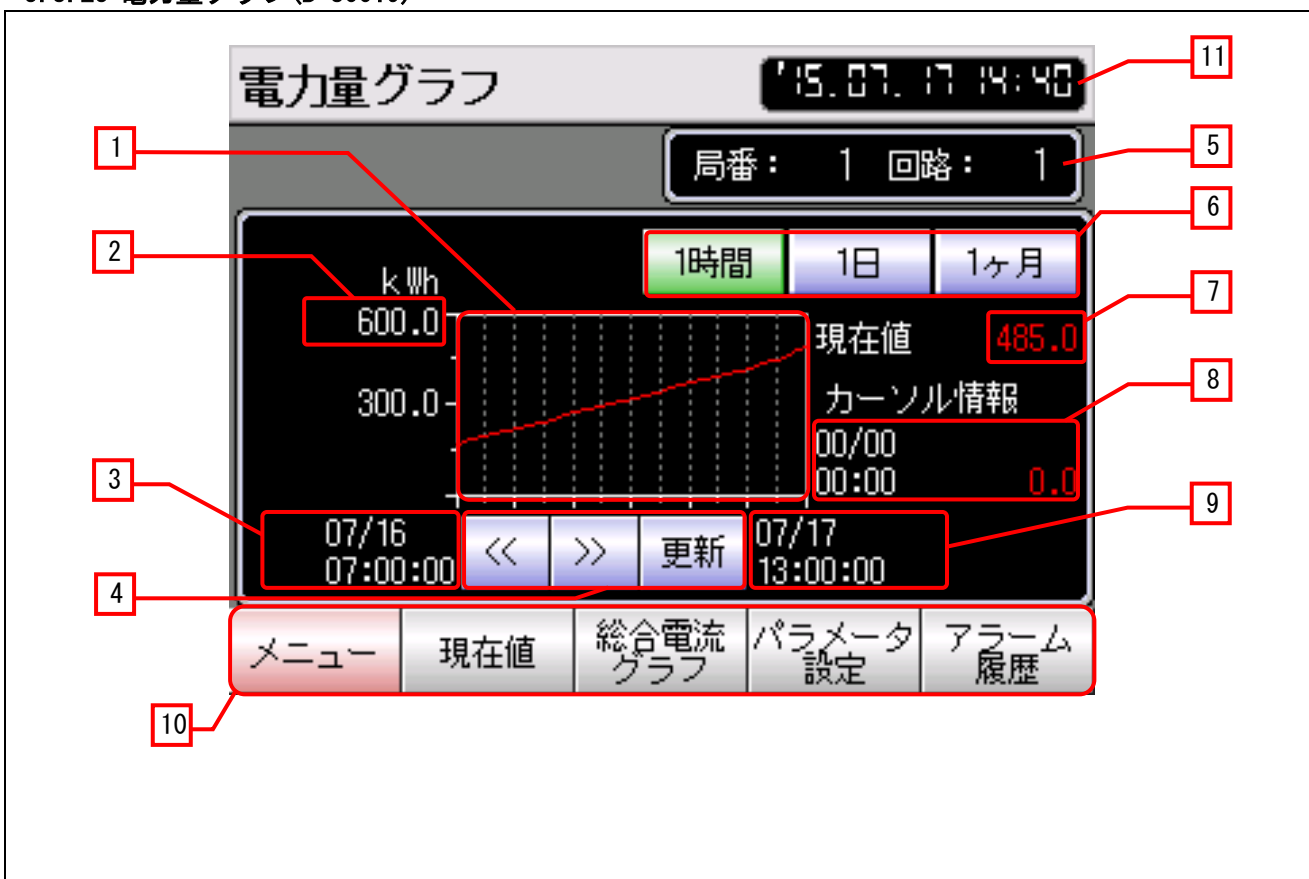 電力量グラフ
'15.07.17 14:40
11
1
局番： 1 回路： 1
5
6
2
1時間 1日 1ヶ月
kWh
600.0
7
現在値 485.0
300.0
カーソル情報
8
00/00
00:00 0.0
3
9
07/16
07:00:00
<< >> 更新
07/17
13:00:00
4
メニュー
現在値
総合電流
グラフ
パラメータ
設定
アラーム
履歴
10